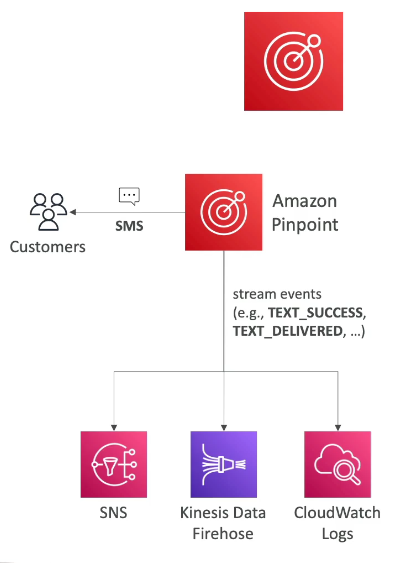 Amazon
Pinpoint
SMS
Customers
stream events
(e.g., TEXT_SUCCESS,
TEXT_DELIVERED, ...)
SNS
Kinesis Data
Firehose
CloudWatch
Logs